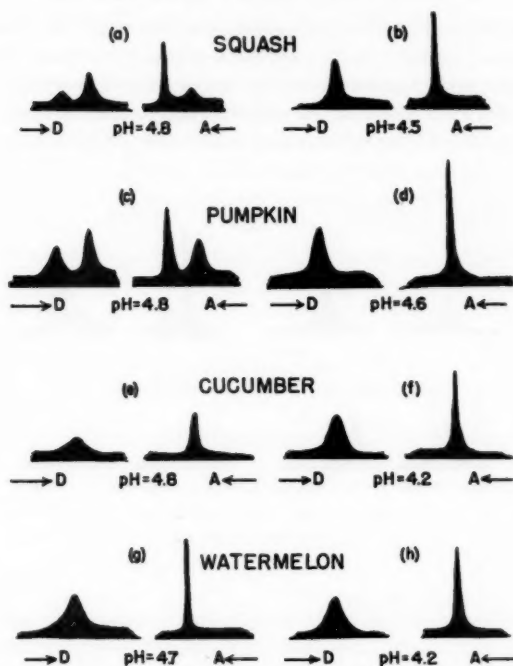 (a) SQUASH (b)
→D pH=4.8 A← →D pH=4.5 A←
(c) PUMPKIN (d)
→D pH=4.8 A← →D pH=4.6 A←
(e) CUCUMBER (f)
→D pH=4.8 A← →D pH=4.2 A←
(g) WATERMELON (h)
→D pH=4.7 A← →D pH=4.2 A←